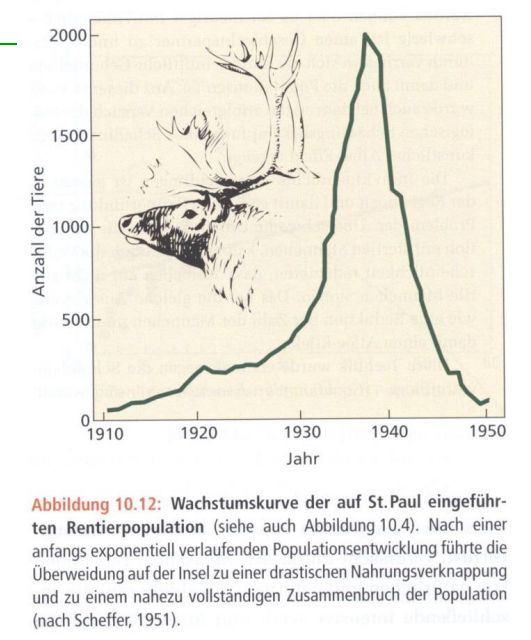 2000
1500
1000
500
0
Anzahl der Tiere
1910
1920
1930
1940
1950
Jahr
Abbildung 10.12: Wachstumskurve der auf St. Paul eingeführ-
ten Rentierpopulation (siehe auch Abbildung 10.4). Nach einer
anfangs exponentiell verlaufenden Populationsentwicklung führte die
Überweidung auf der Insel zu einer drastischen Nahrungsverknappung
und zu einem nahezu vollständigen Zusammenbruch der Population
(nach Scheffer, 1951).